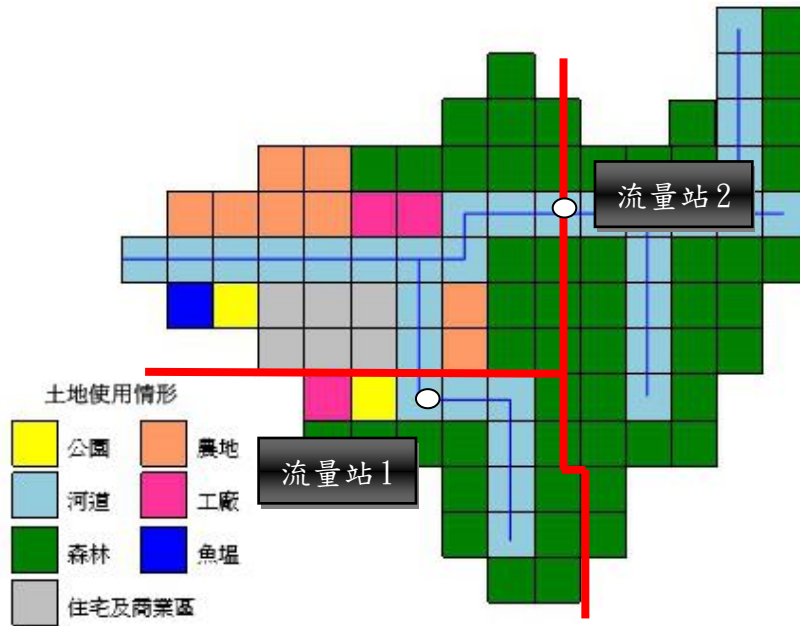 流量站2
土地使用情形
公園
農地
流量站1
河道
工廠
森林
魚塭
住宅及商業區